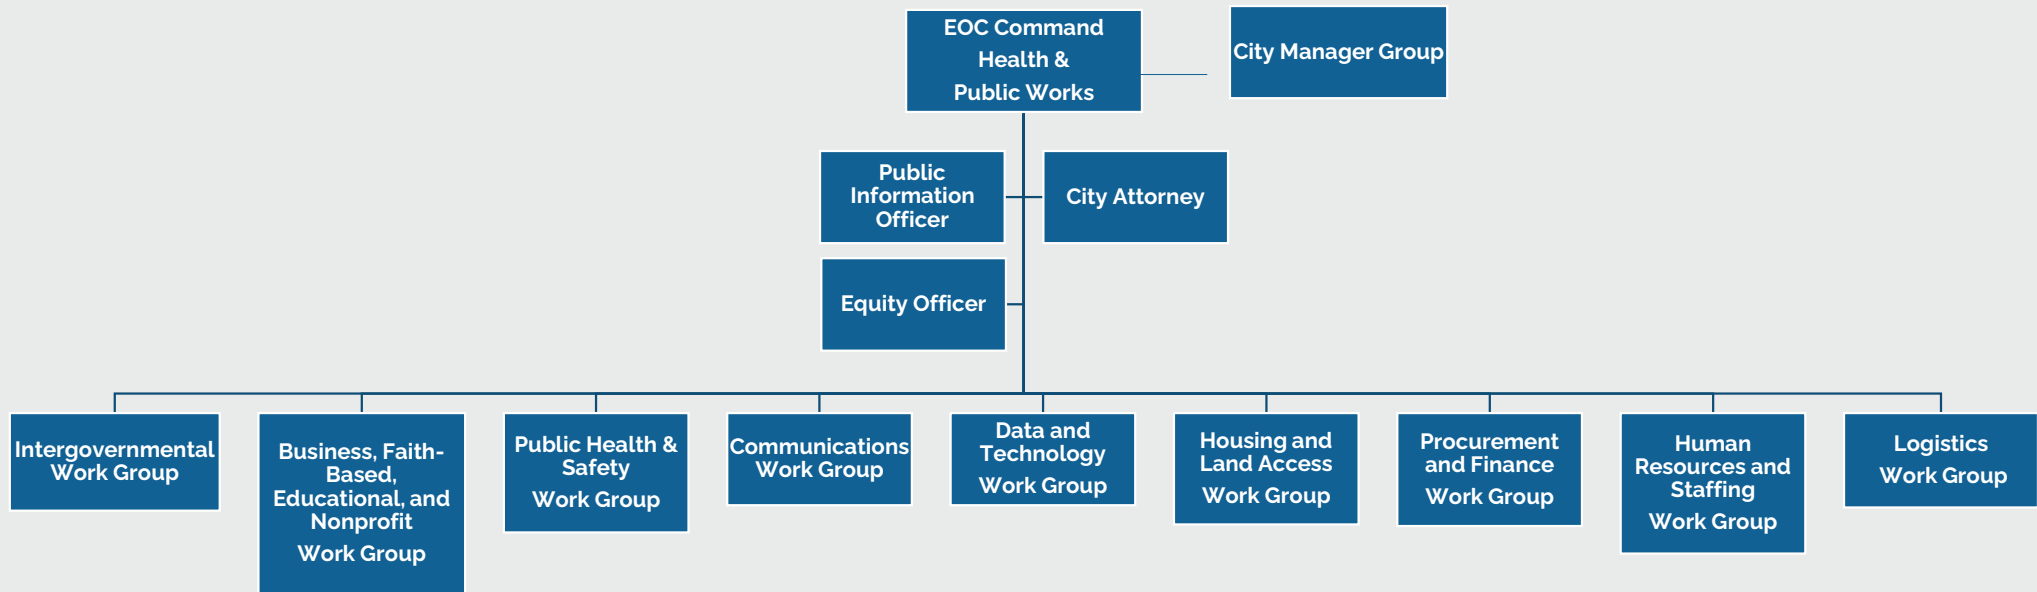 EOC Command
Health &
Public Works
City Manager Group
Public
Information
Officer
City Attorney
Equity Officer
Intergovernmental
Work Group
Business, Faith-
Based,
Educational, and
Nonprofit
Work Group
Public Health &
Safety
Work Group
Communications
Work Group
Data and
Technology
Work Group
Housing and
Land Access
Work Group
Procurement
and Finance
Work Group
Human
Resources and
Staffing
Work Group
Logistics
Work Group